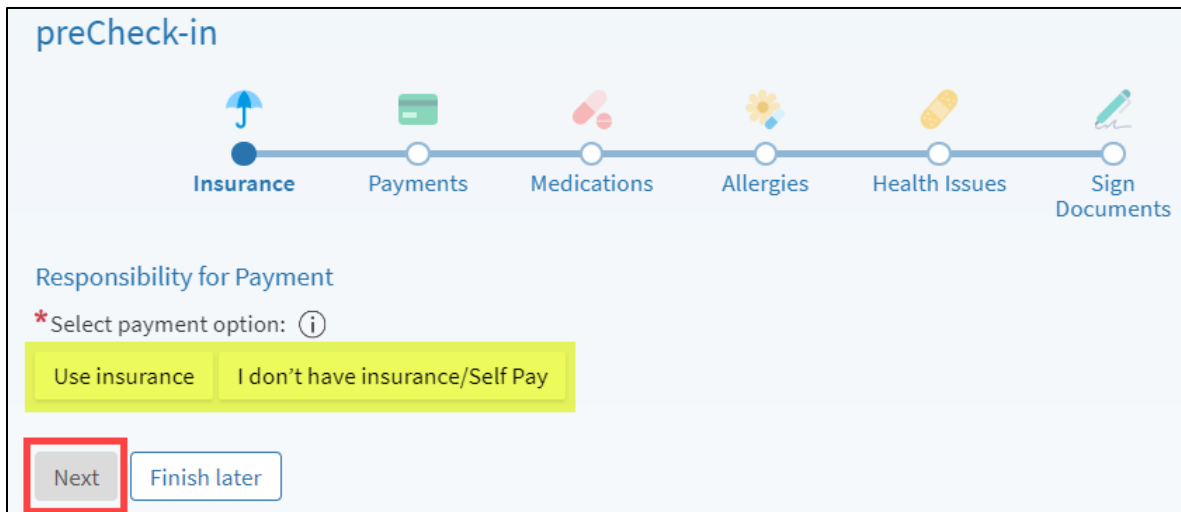 preCheck-in
Insurance
Payments
Medications
Allergies
Health Issues
Sign
Documents
Responsibility for Payment
*Select payment option: i
Use insurance
I don't have insurance/Self Pay
Next
Finish later